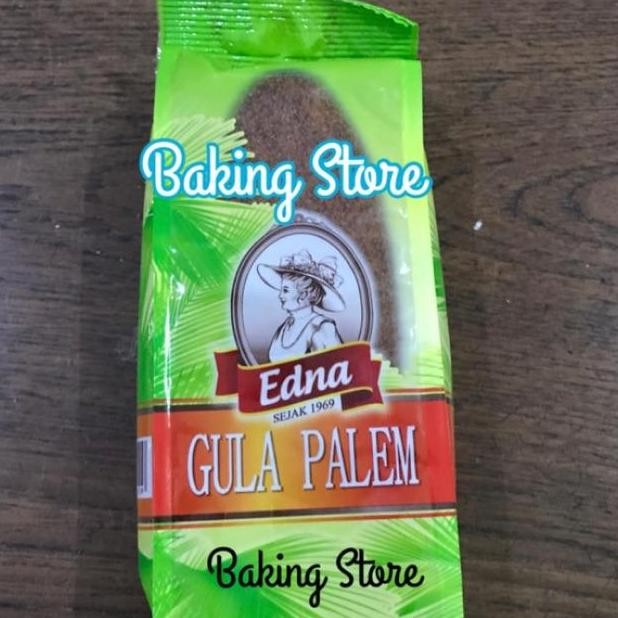 Baking Store
Edna
SEJAK 1969
GULA PALEM
Baking Store